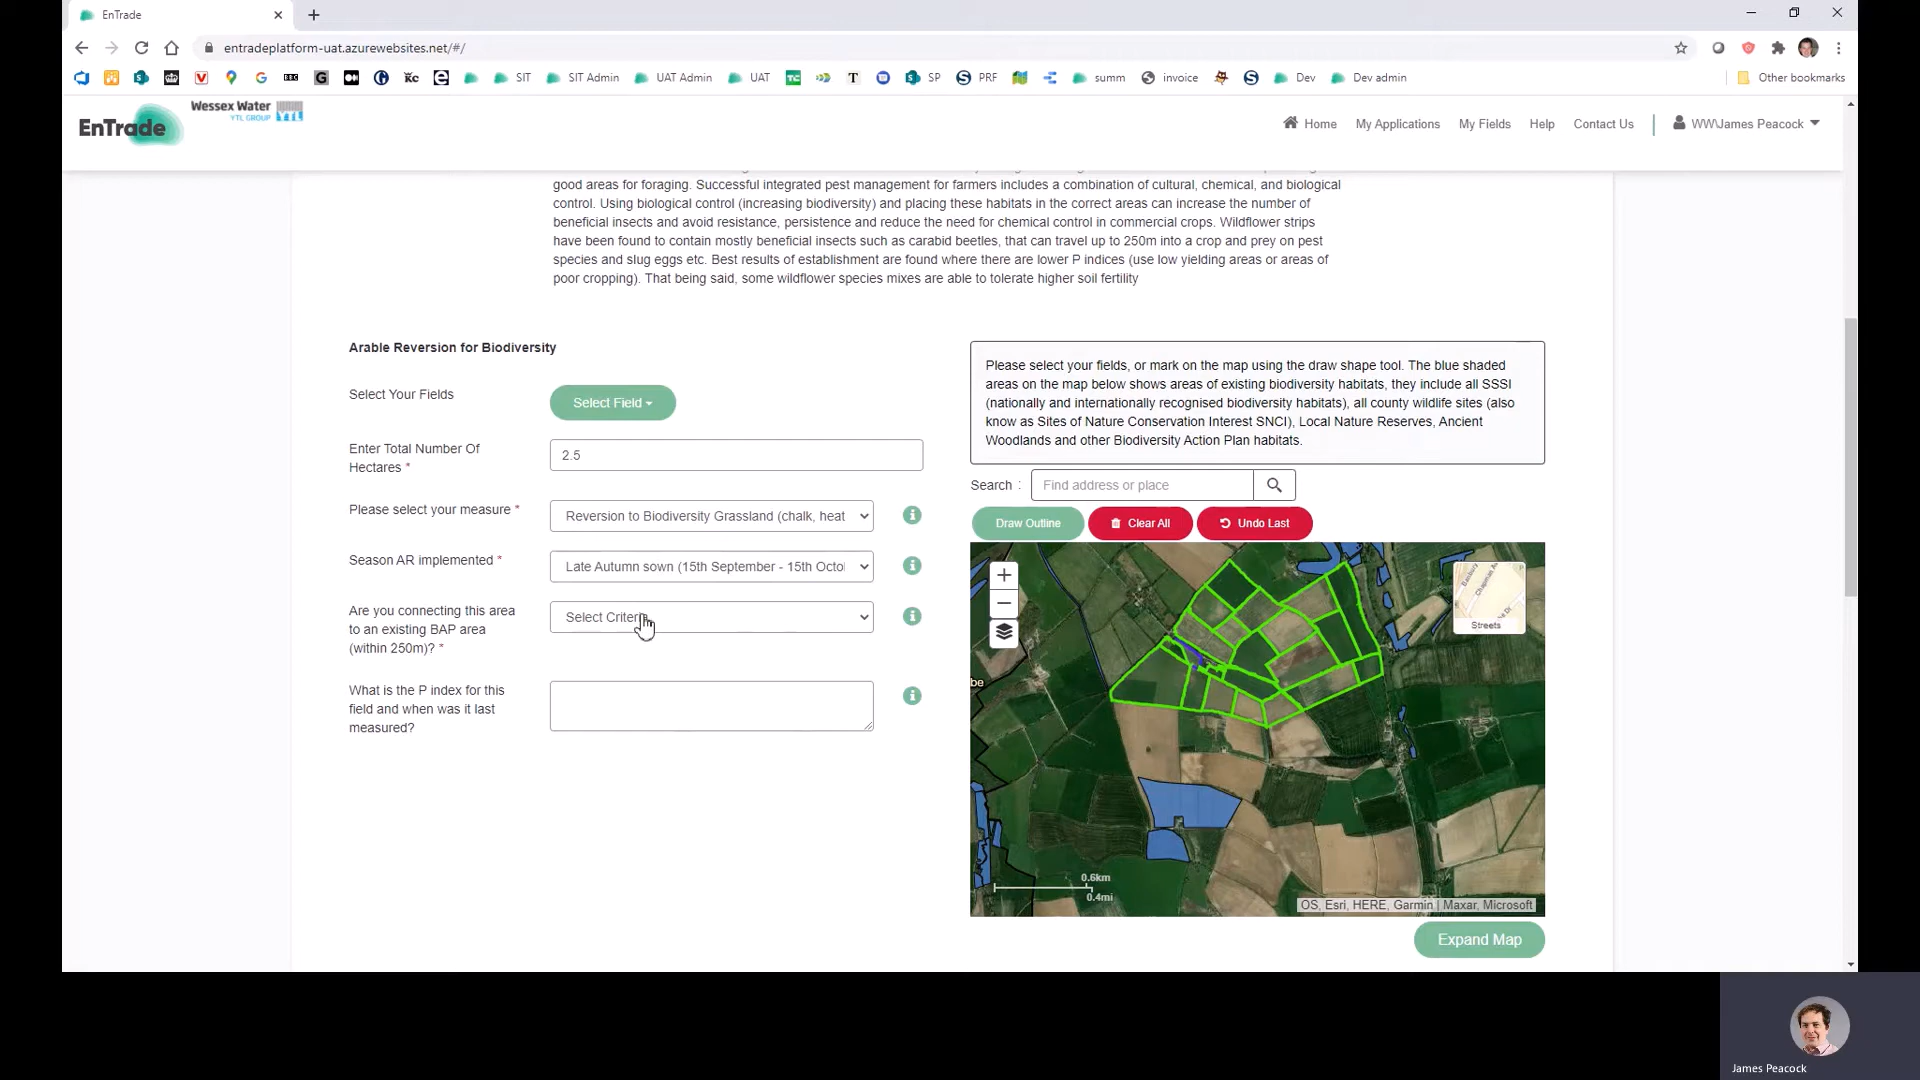 EnTrade
entradeplatform-uat.azurewebsites.net/#/
SIT
SIT Admin
UAT Admin
UAT
SP
PRF
summ
invoice
Dev
Dev admin
Other bookmarks
EnTrade
Wessex Water
YTL GROUP
YTL
Home
My Applications
My Fields
Help
Contact Us
WW\James Peacock
good areas for foraging. Successful integrated pest management for farmers includes a combination of cultural, chemical, and biological
control. Using biological control (increasing biodiversity) and placing these habitats in the correct areas can increase the number of
beneficial insects and avoid resistance, persistence and reduce the need for chemical control in commercial crops. Wildflower strips
have been found to contain mostly beneficial insects such as carabid beetles, that can travel up to 250m into a crop and prey on pest
species and slug eggs etc. Best results of establishment are found where there are lower P indices (use low yielding areas or areas of
poor cropping). That being said, some wildflower species mixes are able to tolerate higher soil fertility
Arable Reversion for Biodiversity
Select Your Fields
Select Field
Enter Total Number Of
Hectares *
2.5
Please select your measure *
Reversion to Biodiversity Grassland (chalk, heat
Season AR implemented *
Late Autumn sown (15th September - 15th Octo
Are you connecting this area
to an existing BAP area
(within 250m)? *
Select Criteria
What is the P index for this
field and when was it last
measured?
Please select your fields, or mark on the map using the draw shape tool. The blue shaded
areas on the map below shows areas of existing biodiversity habitats, they include all SSSI
(nationally and internationally recognised biodiversity habitats), all county wildlife sites (also
know as Sites of Nature Conservation Interest SNCI), Local Nature Reserves, Ancient
Woodlands and other Biodiversity Action Plan habitats.
Search :
Find address or place
Draw Outline
Clear All
Undo Last
+
−
Streets
be
0.6km
0.4mi
OS, Esri, HERE, Garmin | Maxar, Microsoft
Expand Map
James Peacock